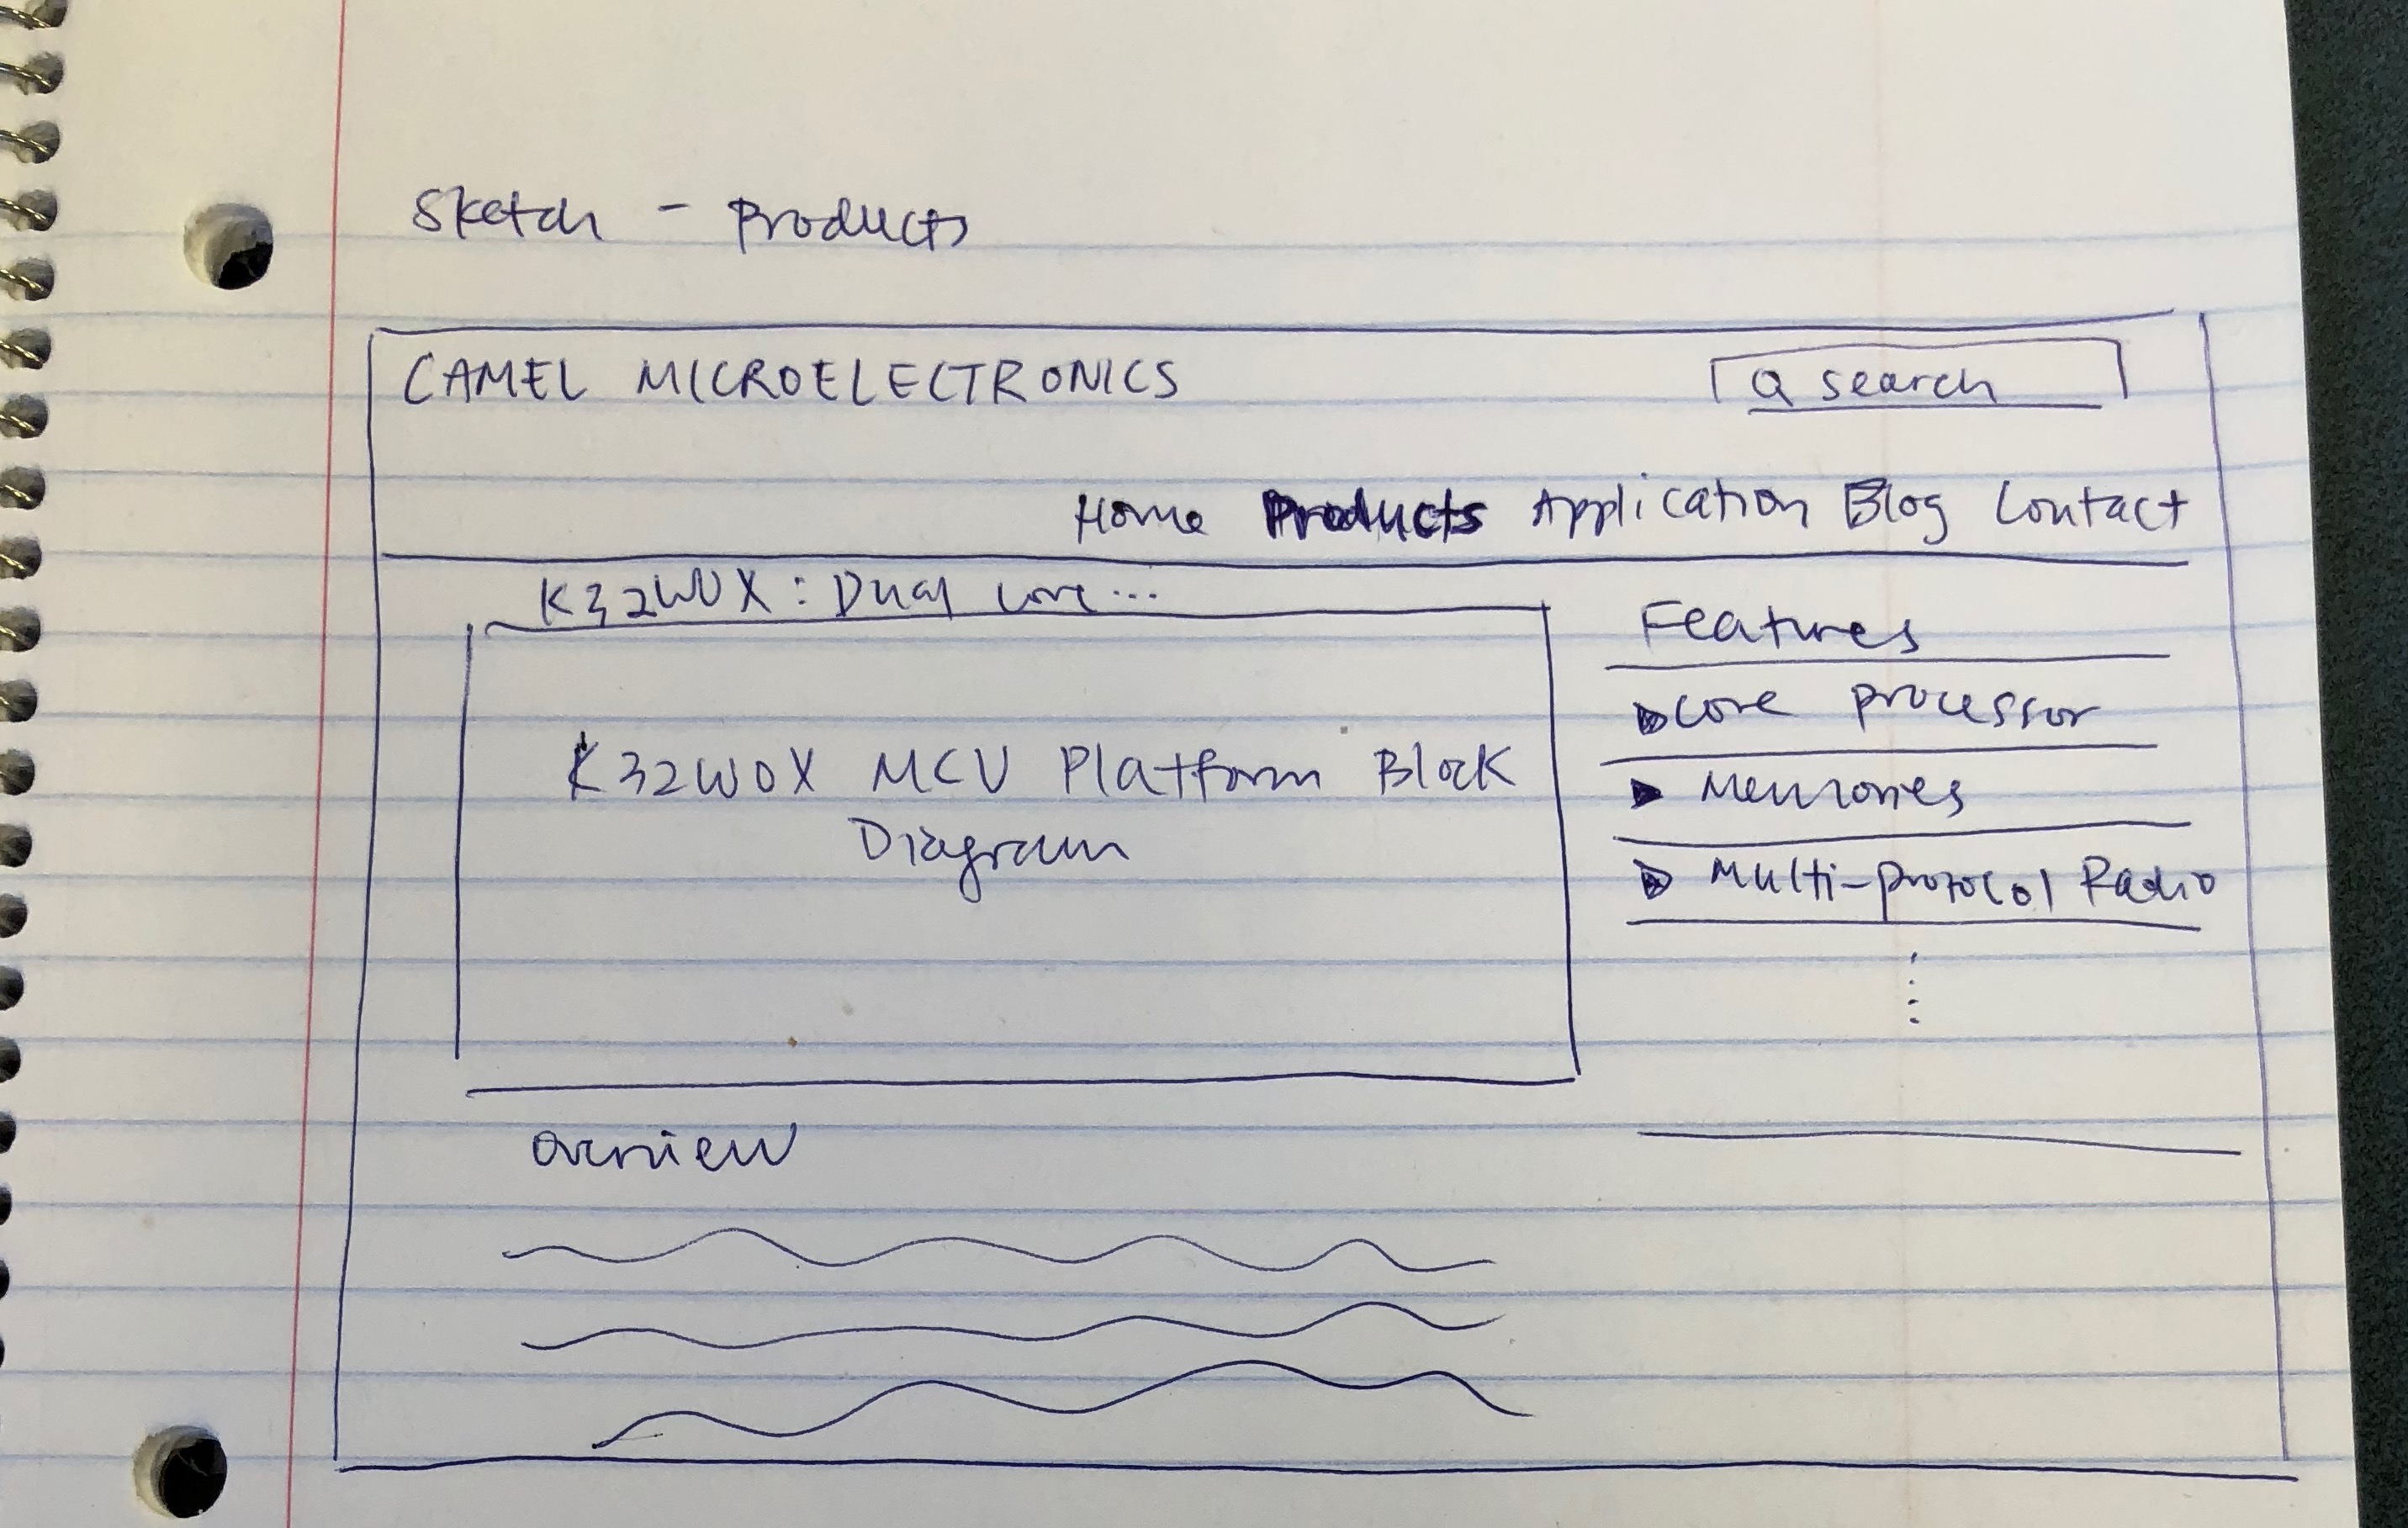 Sketch - Products
CAMEL MICROELECTRONICS
search
Home Products Application Blog Contact
K32W0X: Dual core...
K32W0X MCU Platform Block
Diagram
Features
Core processor
Memories
Multi-protocol Radio
Overview